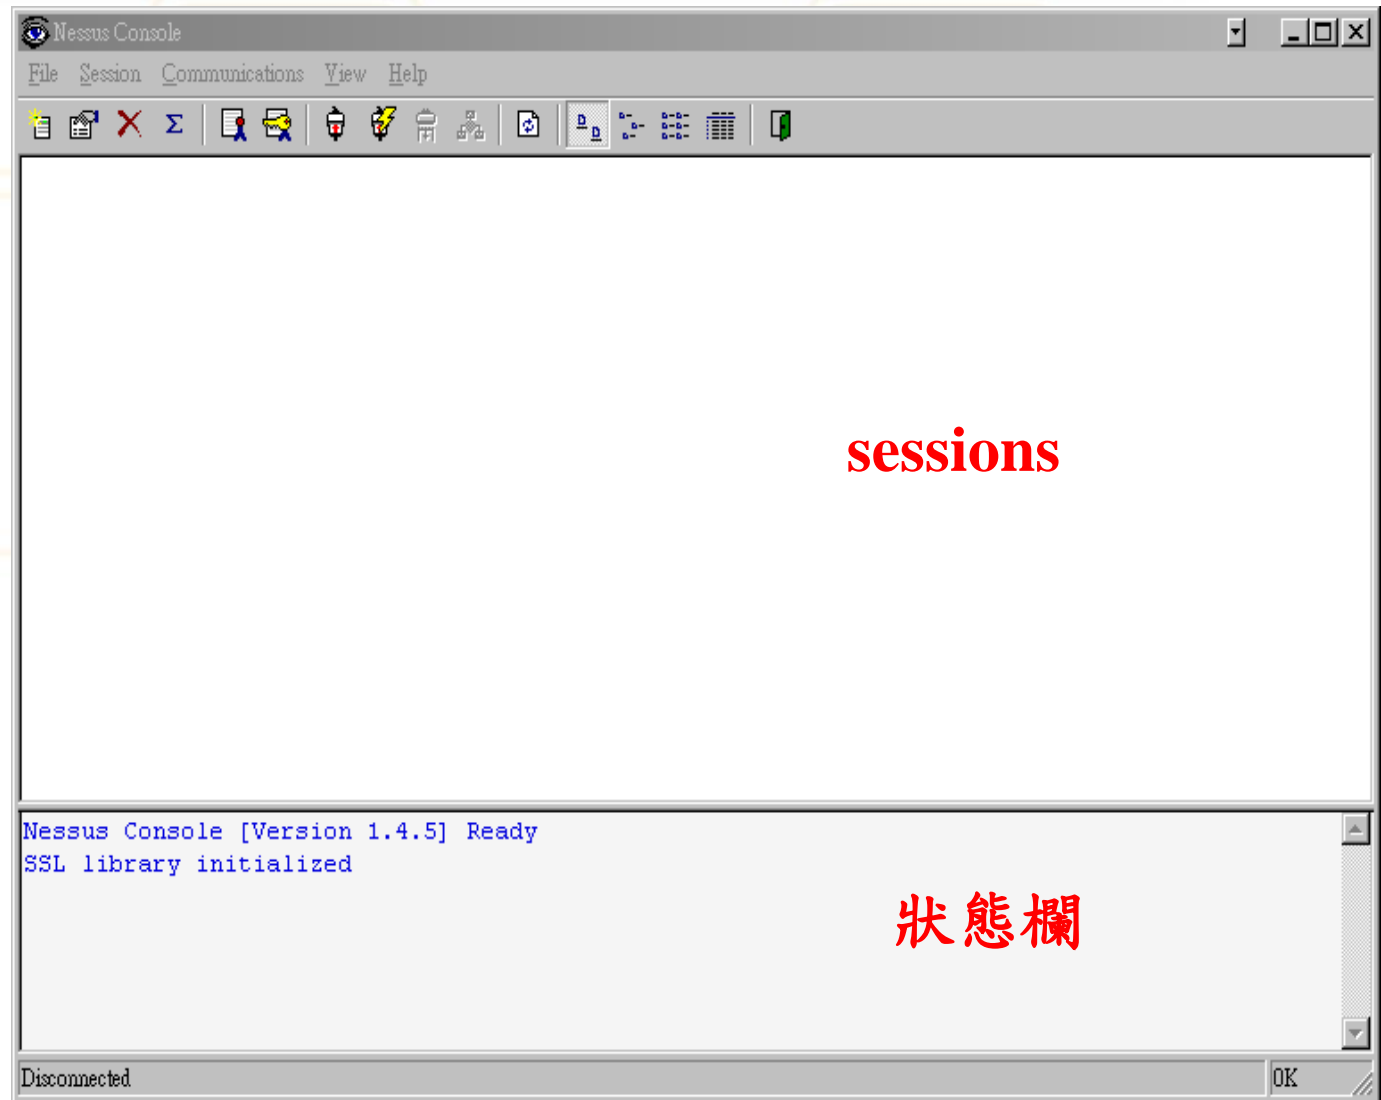 Nessus Console
File Session Communications View Help
sessions
Nessus Console [Version 1.4.5] Ready
SSL library initialized
狀態欄
Disconnected
0K